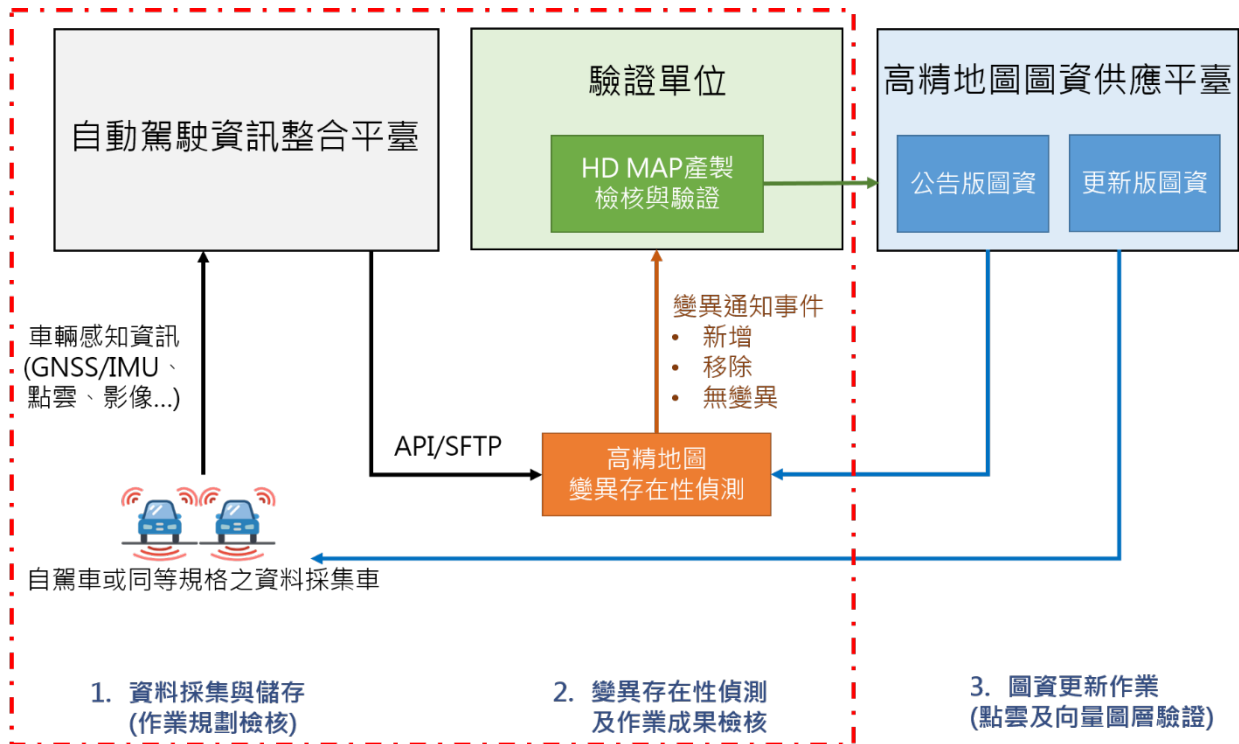 自動駕駛資訊整合平臺
驗證單位
HD MAP產製
檢核與驗證
高精地圖圖資供應平臺
公告版圖資
更新版圖資
車輛感知資訊
(GNSS/IMU、
點雲、影像...)
變異通知事件
• 新增
• 移除
• 無變異
API/SFTP
高精地圖
變異存在性偵測
自駕車或同等規格之資料採集車
1. 資料採集與儲存
(作業規劃檢核)
2. 變異存在性偵測
及作業成果檢核
3. 圖資更新作業
(點雲及向量圖層驗證)